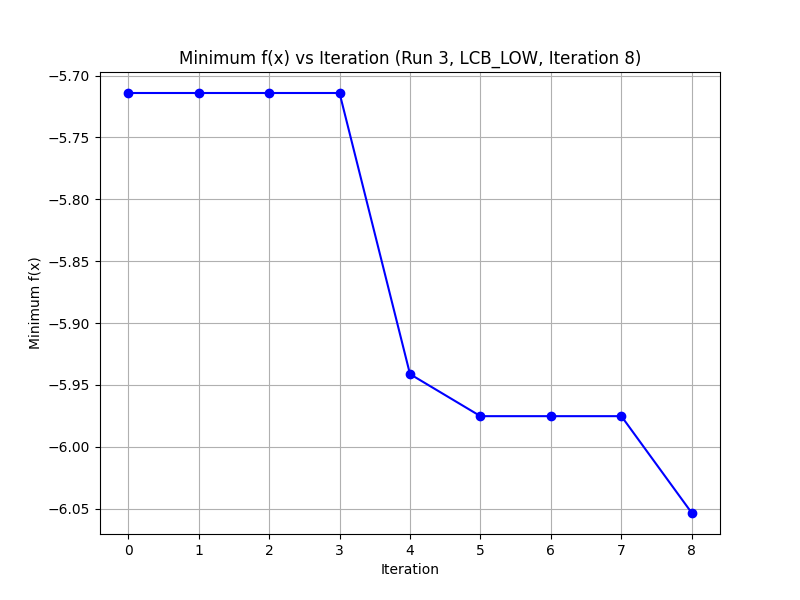 Minimum f(x) vs Iteration (Run 3, LCB_LOW, Iteration 8)
Minimum f(x)
−5.70
−5.75
−5.80
−5.85
−5.90
−5.95
−6.00
−6.05
0 1 2 3 4 5 6 7 8
Iteration